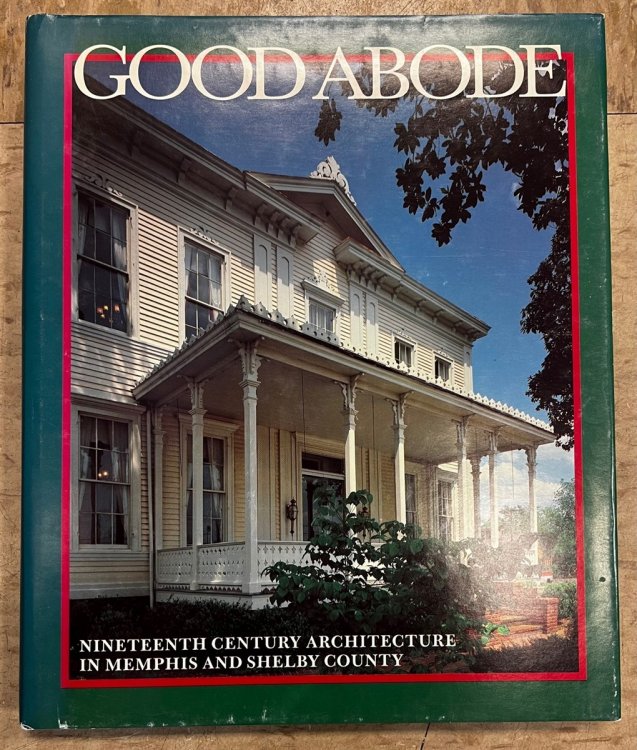 GOOD ABODE
NINETEENTH CENTURY ARCHITECTURE
IN MEMPHIS AND SHELBY COUNTY